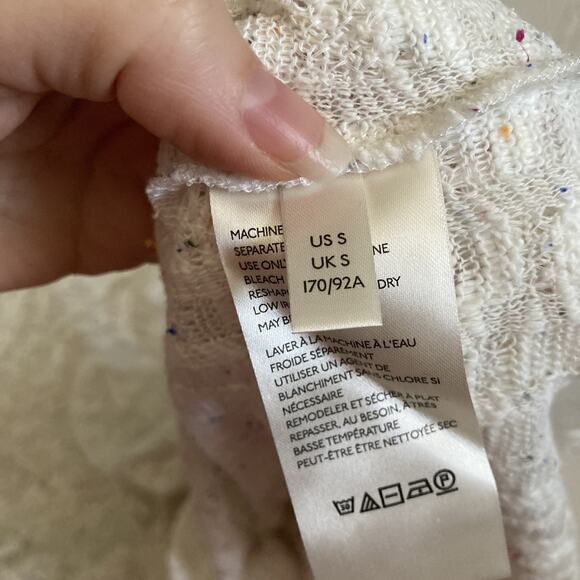 US S
UK S
170/92A
MACHINE
SEPARATE
USE ONL
NE
BLEACH
RESHAP
DRY
LOW IR
MAY B
LAVER À LA MACHINE À L'EAU
FROIDE SÉPARÉMENT
UTILISER UN AGENT DE
BLANCHIMENT SANS CHLORE SI
NÉCESSAIRE
REMODELER ET SÉCHER À PLAT
REPASSER, AU BESOIN, À TRÈS
BASSE TEMPÉRATURE
PEUT-ÊTRE ÊTRE NETTOYÉE SEC
30
P